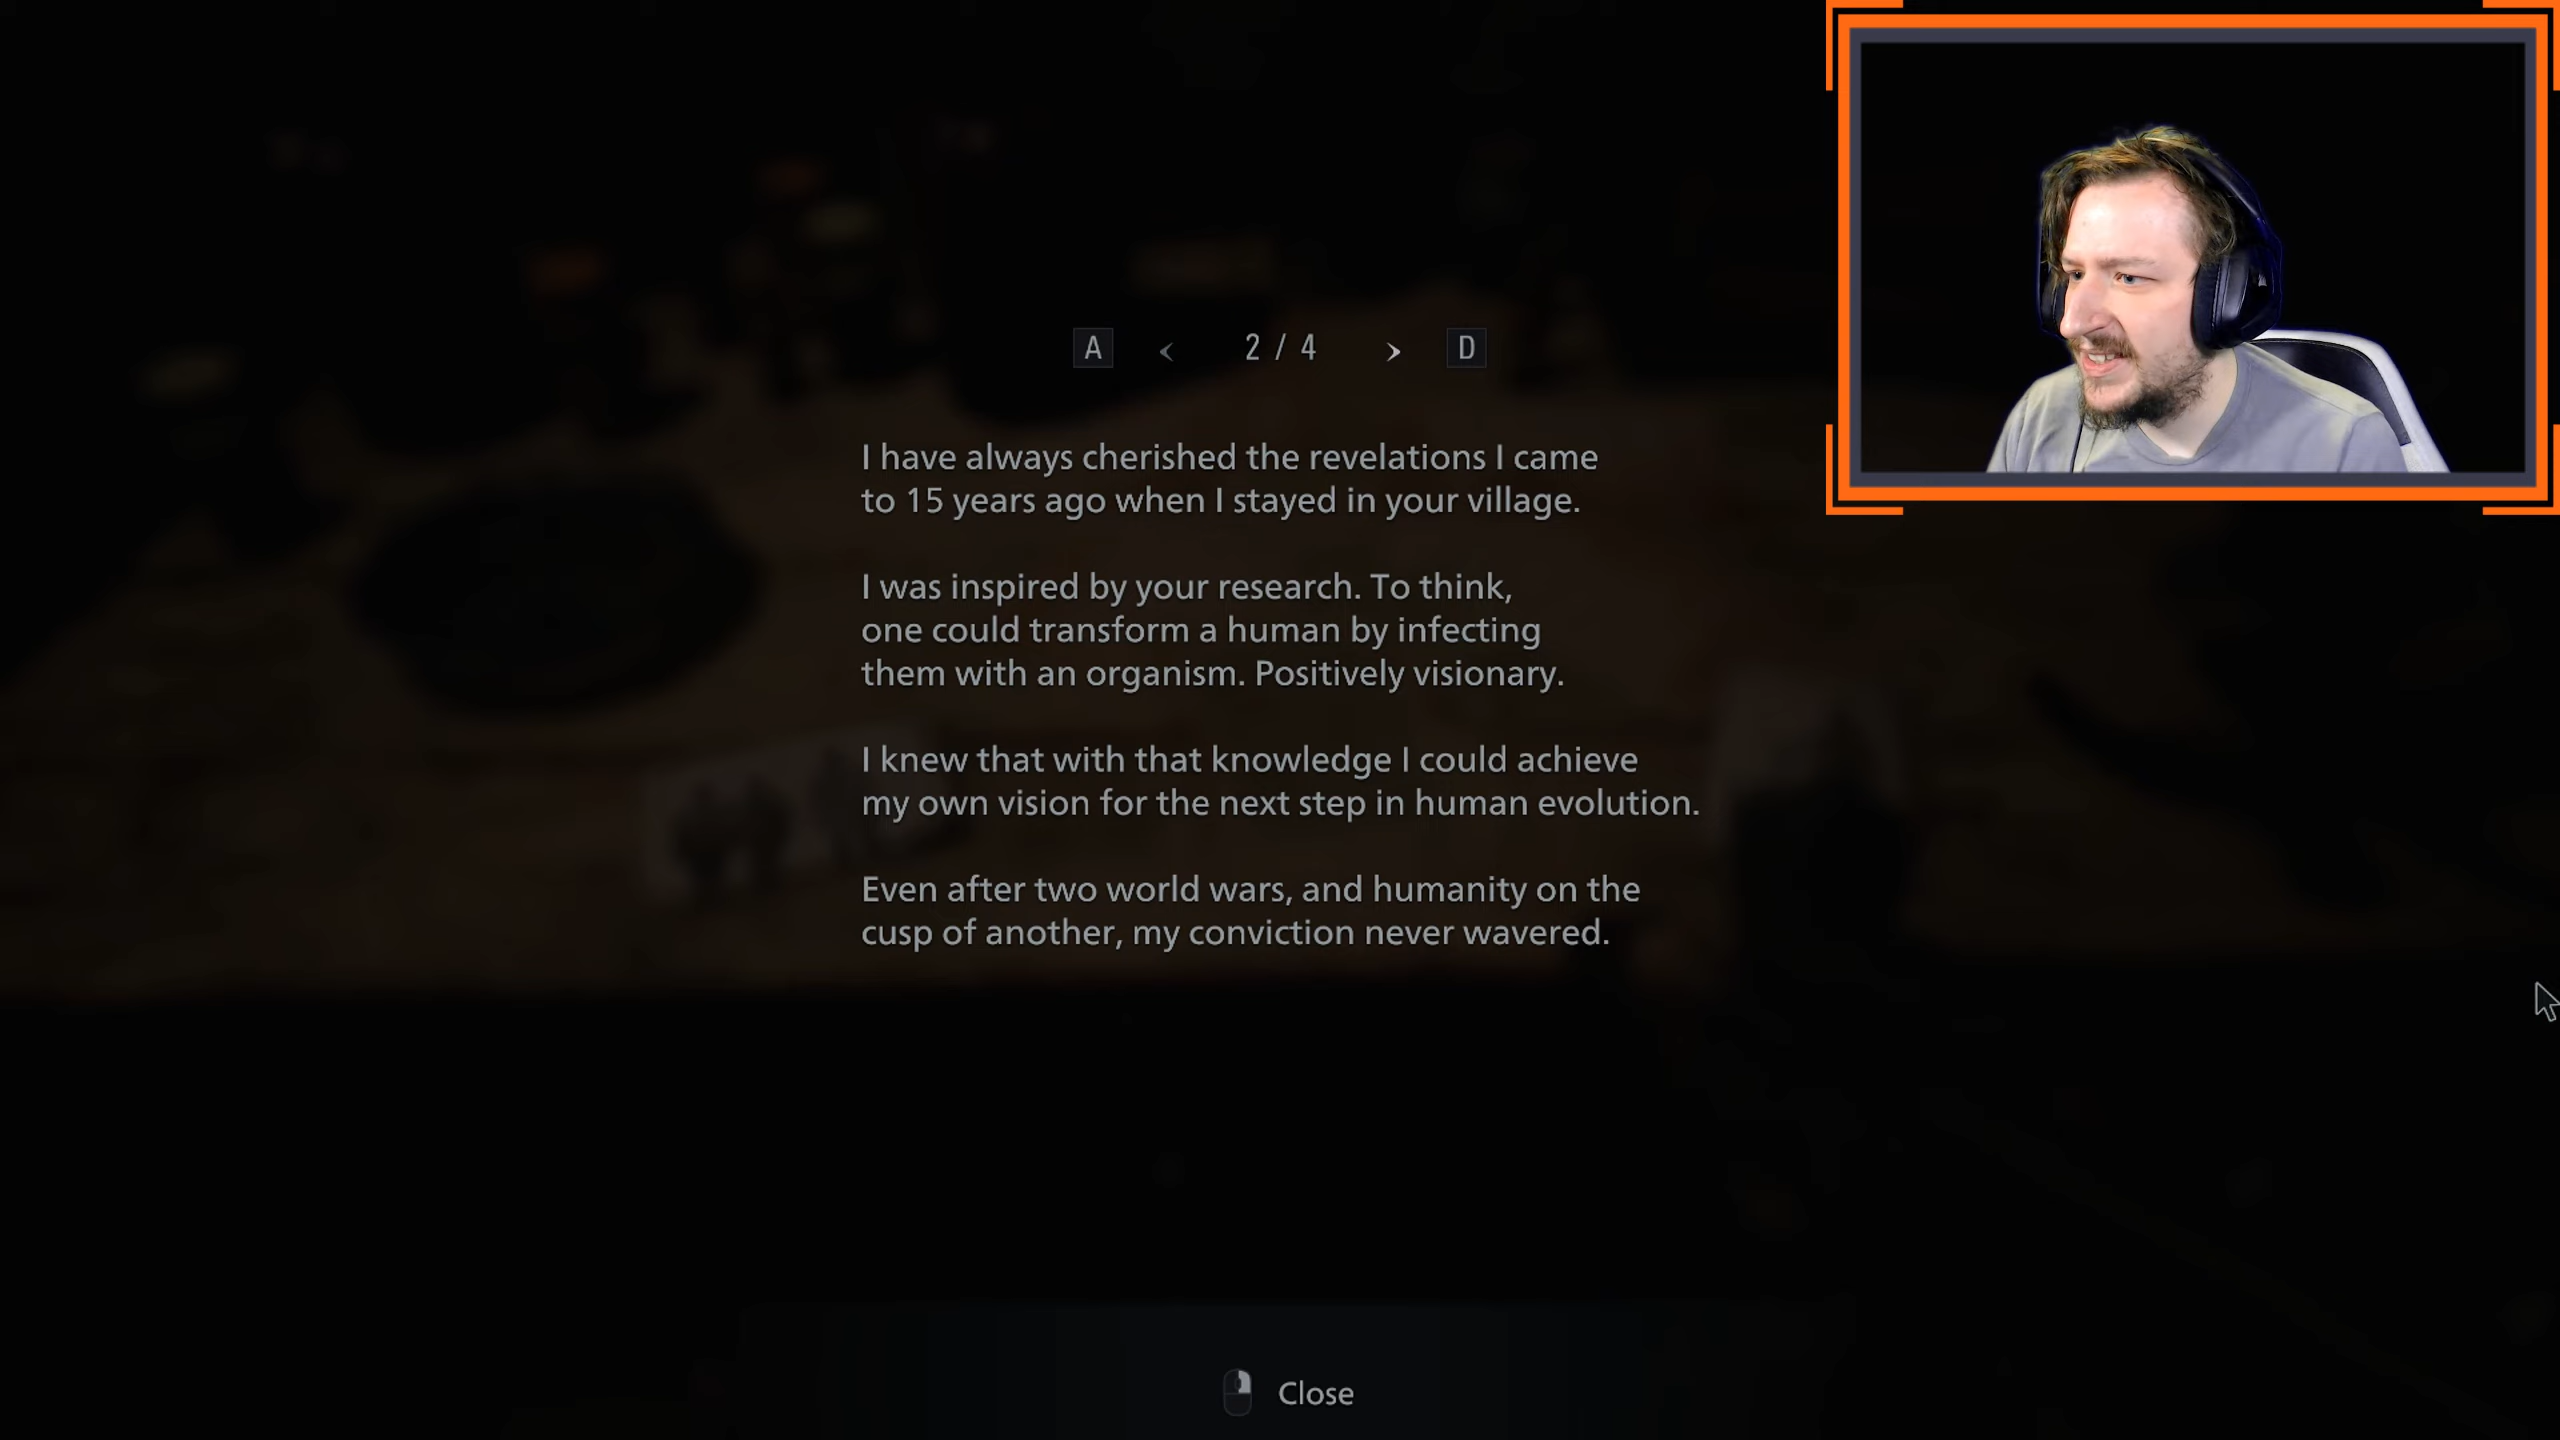 A < 2 / 4 > D
I have always cherished the revelations I came
to 15 years ago when I stayed in your village.
I was inspired by your research. To think,
one could transform a human by infecting
them with an organism. Positively visionary.
I knew that with that knowledge I could achieve
my own vision for the next step in human evolution.
Even after two world wars, and humanity on the
cusp of another, my conviction never wavered.
Close